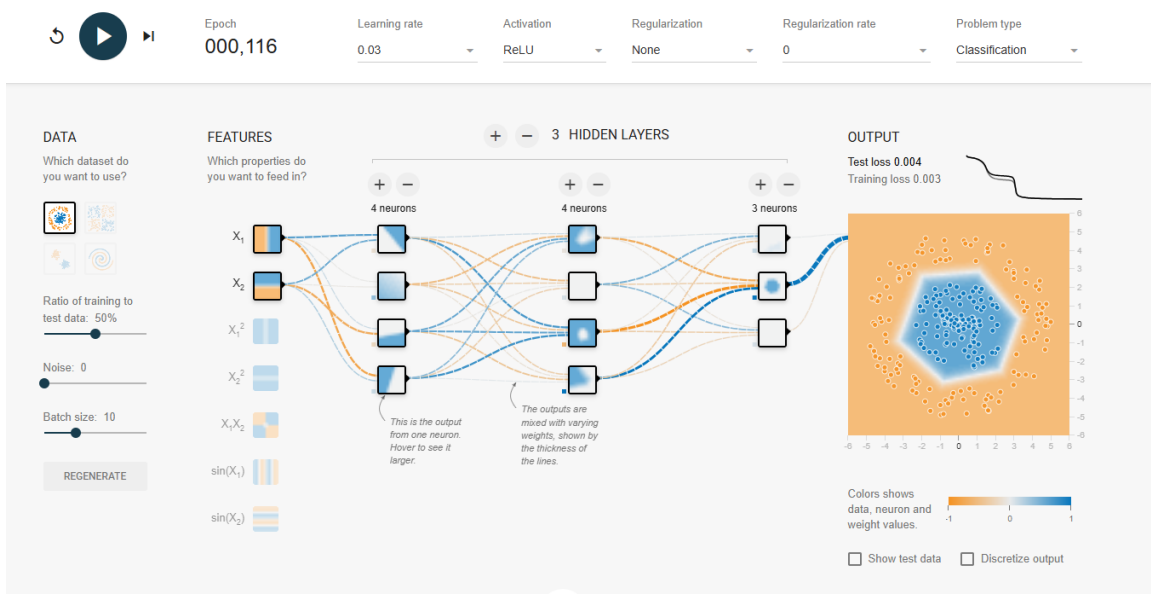 Epoch
000,116
Learning rate
0.03
Activation
ReLU
Regularization
None
Regularization rate
0
Problem type
Classification
DATA
Which dataset do
you want to use?
Ratio of training to
test data: 50%
Noise: 0
Batch size: 10
REGENERATE
FEATURES
Which properties do
you want to feed in?
X₁
X₂
X₁²
X₂²
X₁X₂
sin(X₁)
sin(X₂)
+ − 3 HIDDEN LAYERS
+ −
4 neurons
+ −
4 neurons
+ −
3 neurons
This is the output
from one neuron.
Hover to see it
larger.
The outputs are
mixed with varying
weights, shown by
the thickness of
the lines.
OUTPUT
Test loss 0.004
Training loss 0.003
6
5
4
3
2
1
0
-1
-2
-3
-4
-5
-6
-6 -5 -4 -3 -2 -1 0 1 2 3 4 5 6
Colors shows
data, neuron and
weight values.
-1 0 1
Show test data
Discretize output